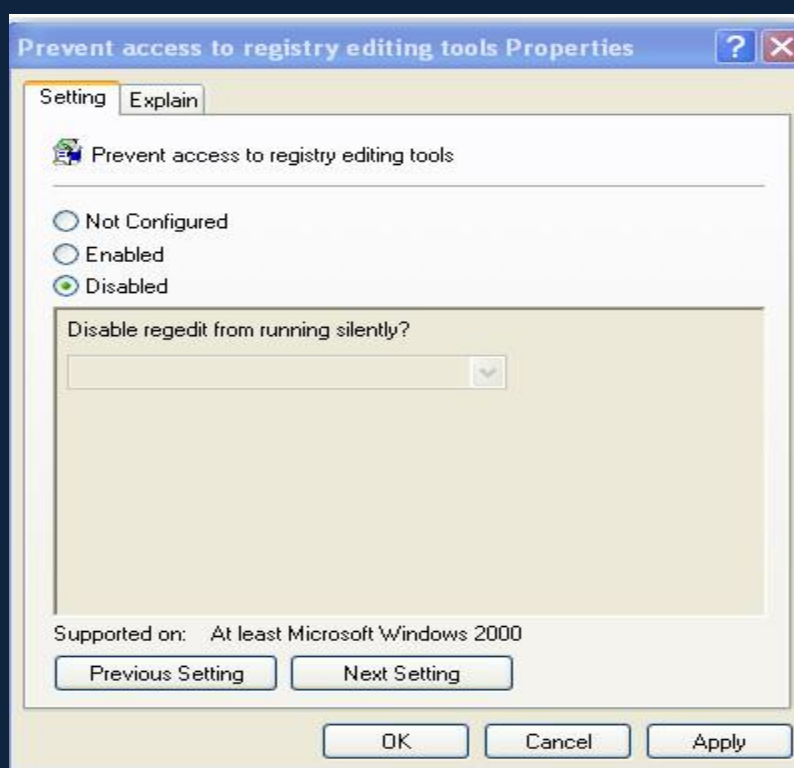 Prevent access to registry editing tools Properties
Setting Explain
Prevent access to registry editing tools
Not Configured
Enabled
Disabled
Disable regedit from running silently?
Supported on: At least Microsoft Windows 2000
Previous Setting Next Setting
OK Cancel Apply